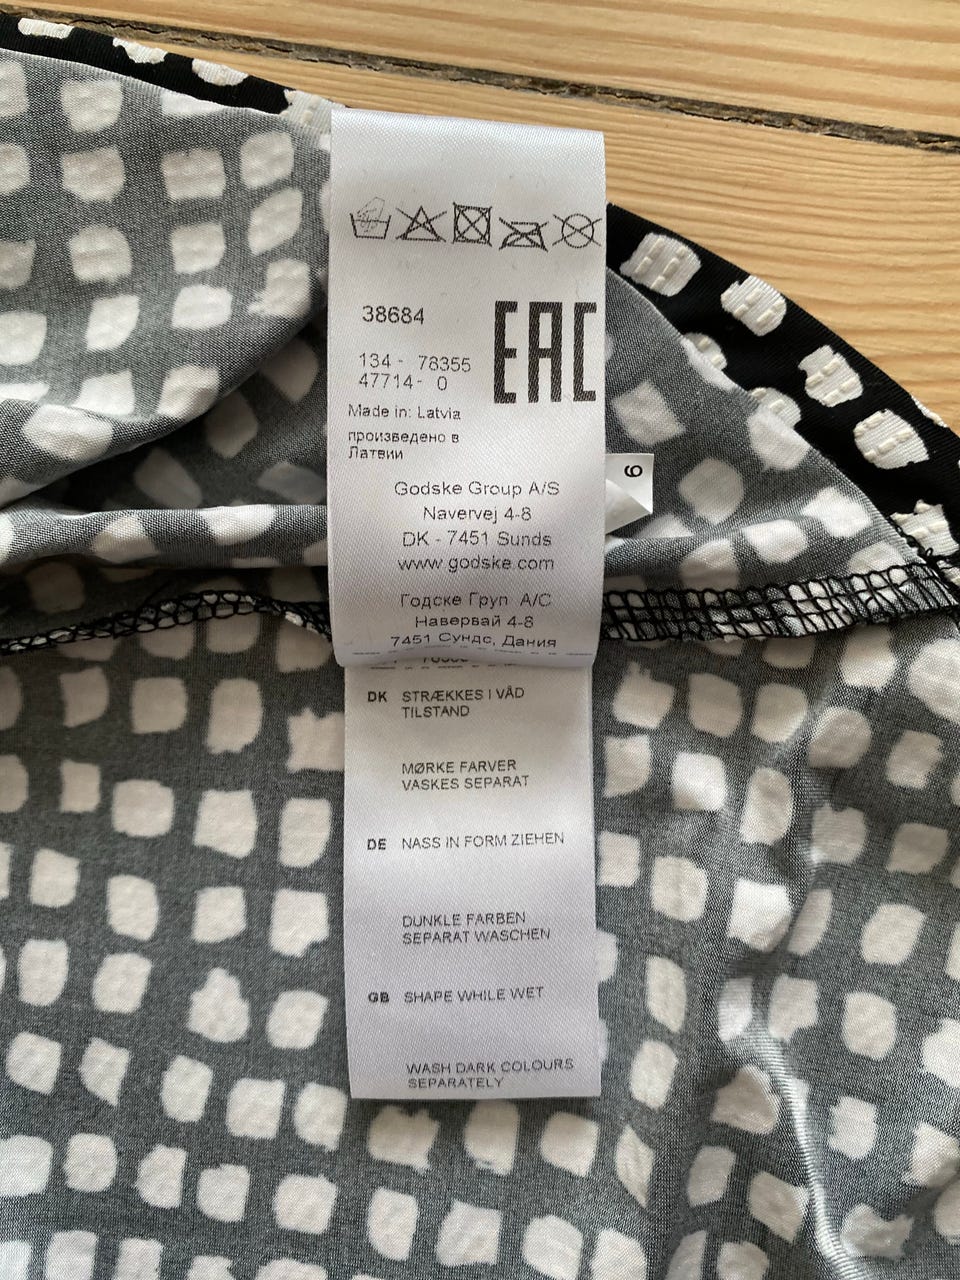 38684
EAC
134 - 78355
47714 - 0
Made in: Latvia
произведено в
Латвии
6
Godske Group A/S
Navervej 4-8
DK - 7451 Sunds
www.godske.com
Годске Груп А/С
Навервай 4-8
7451 Сундс, Дания
DK STRÆKKES I VÅD
TILSTAND
MØRKE FARVER
VASKES SEPARAT
DE NASS IN FORM ZIEHEN
DUNKLE FARBEN
SEPARAT WASCHEN
GB SHAPE WHILE WET
WASH DARK COLOURS
SEPARATELY